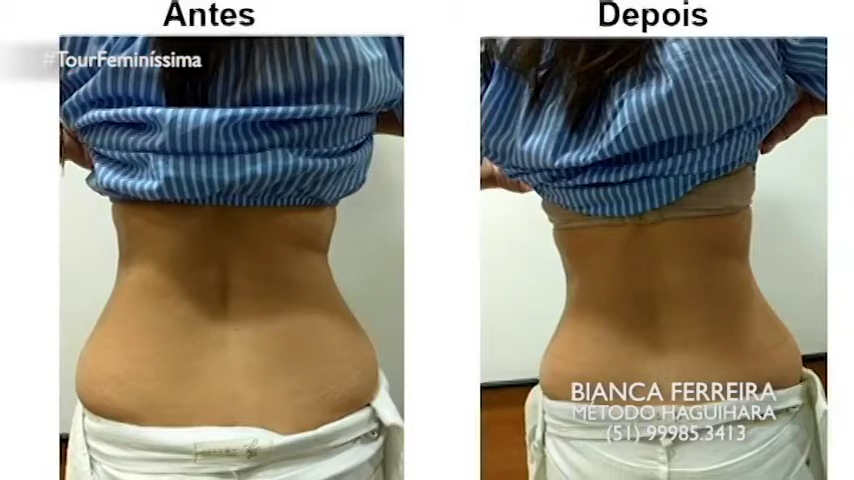 Antes
Depois
#TourFeminíssima
BIANCA FERREIRA
MÉTODO HAGUIHARA
(51) 99985.3413